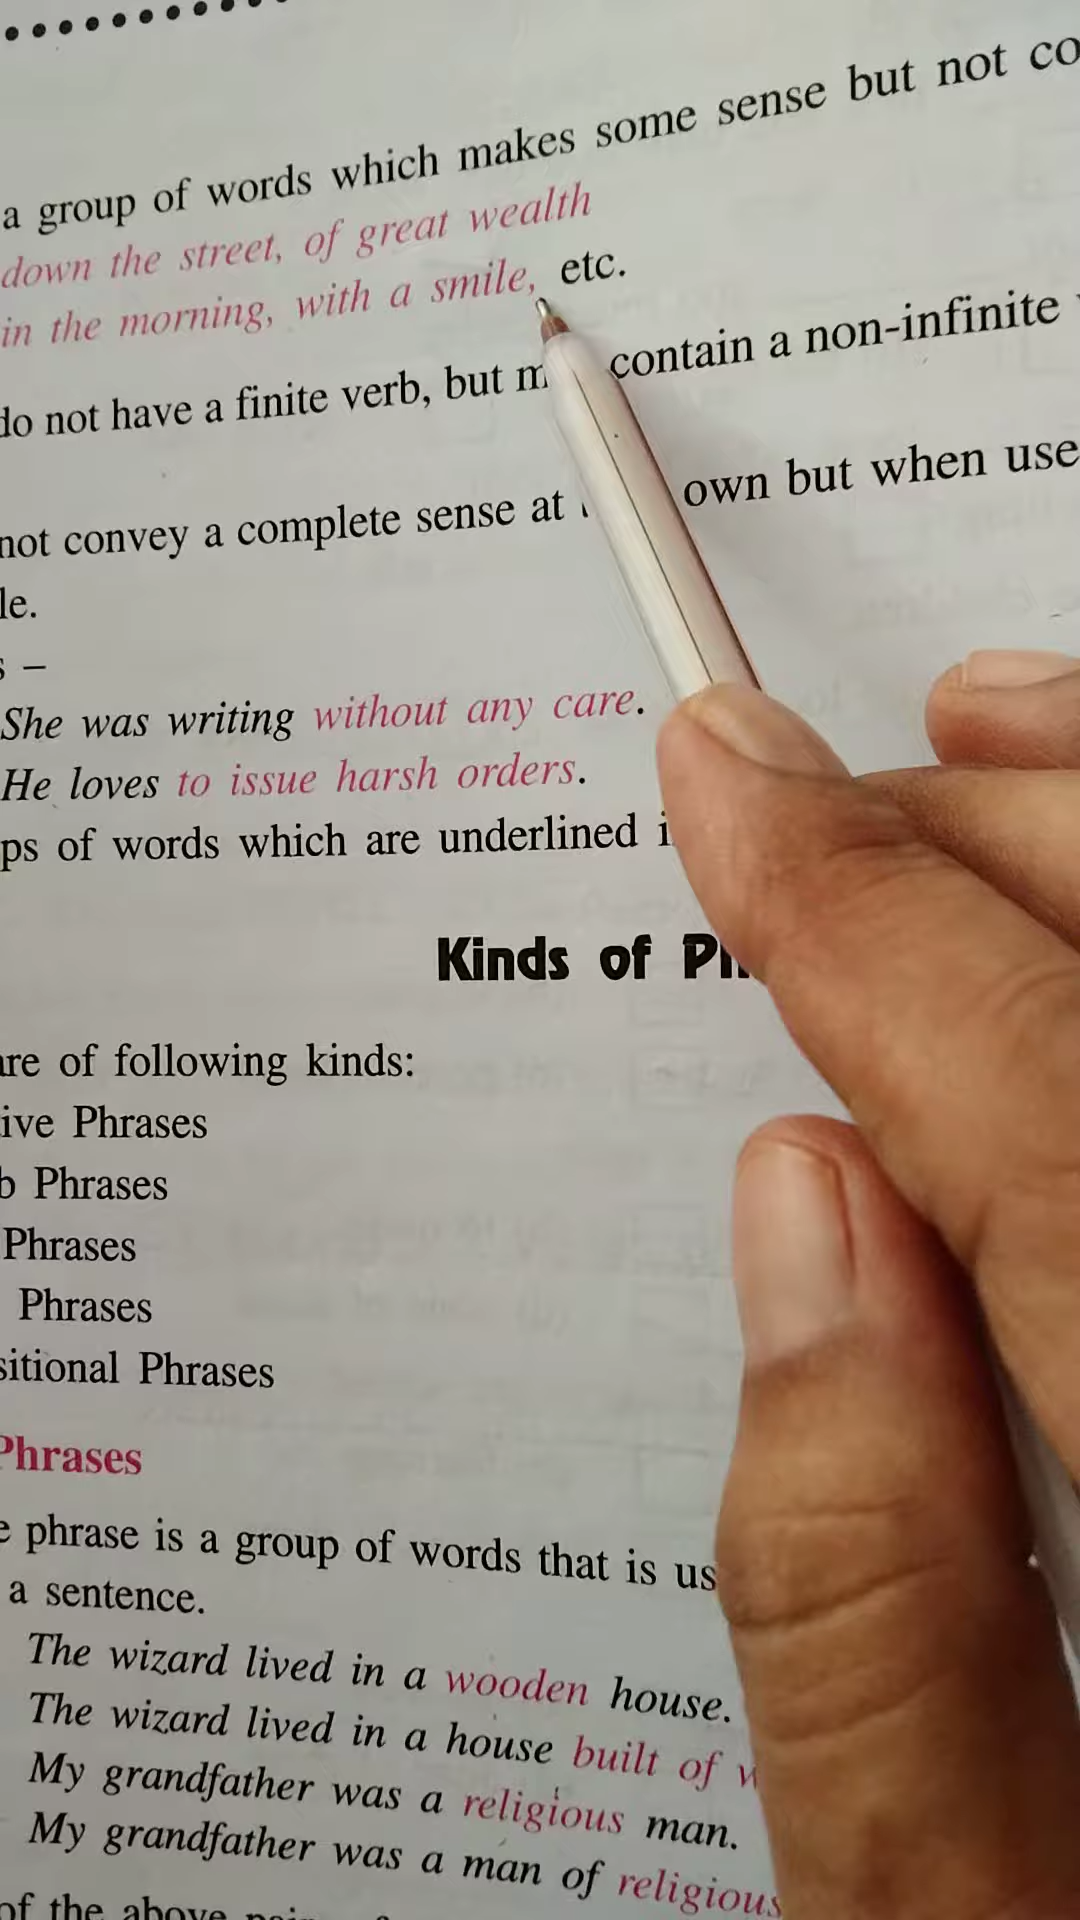 a group of words which makes some sense but not
down the street, of great wealth
in the morning, with a smile, etc.
do not have a finite verb, but contain a non-infinite
not convey a complete sense at own but when use
le.
s –
She was writing without any care.
He loves to issue harsh orders.
ps of words which are underlined
Kinds of
are of following kinds:
ive Phrases
b Phrases
Phrases
Phrases
sitional Phrases
Phrases
e phrase is a group of words that is us
a sentence.
The wizard lived in a wooden house.
The wizard lived in a house built of
My grandfather was a religious man.
My grandfather was a man of religious
of the above